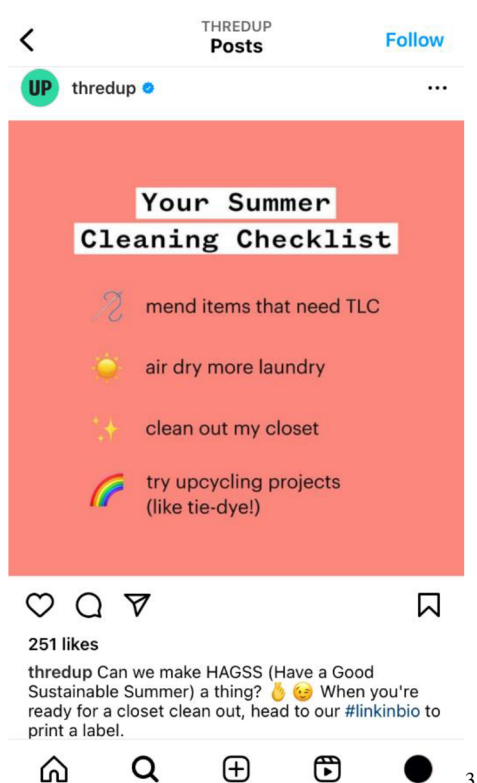 THREDUP
Posts
Follow
UP thredup
Your Summer
Cleaning Checklist
mend items that need TLC
air dry more laundry
clean out my closet
try upcycling projects
(like tie-dye!)
251 likes
thredup Can we make HAGSS (Have a Good
Sustainable Summer) a thing? 🫰 😉 When you're
ready for a closet clean out, head to our #linkinbio to
print a label.
3